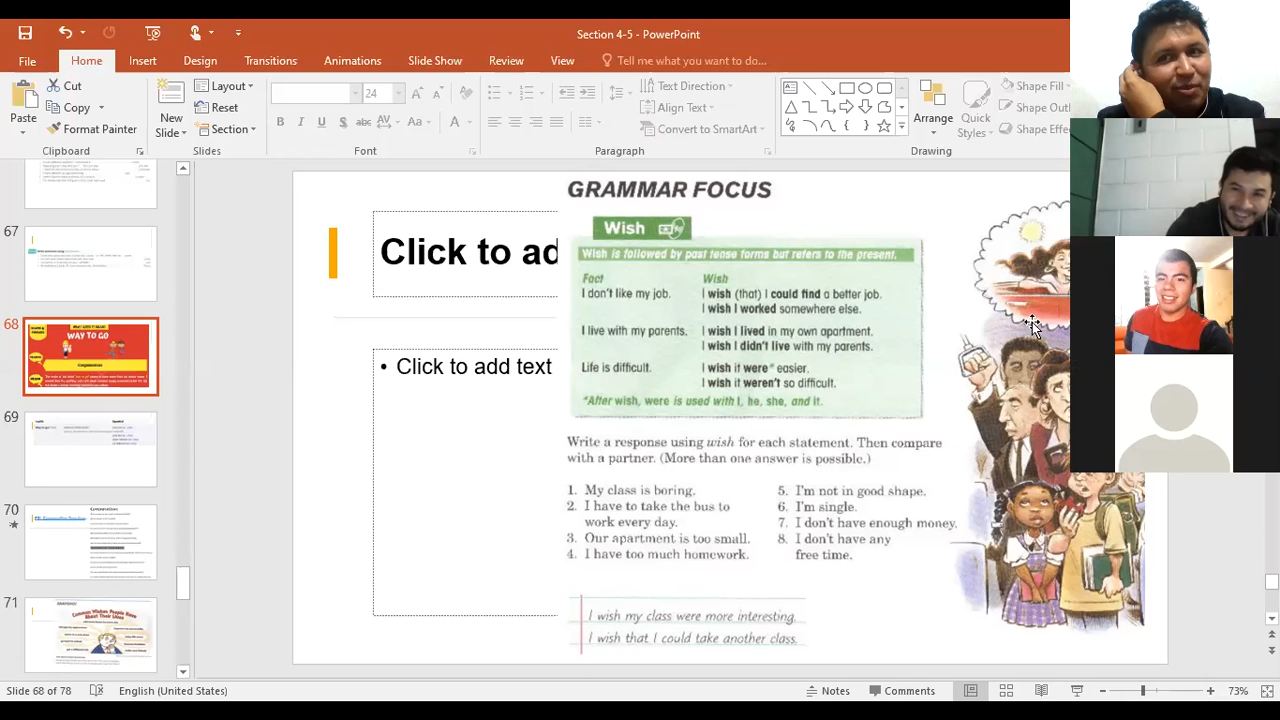 Section 4-5 - PowerPoint
File
Home
Insert
Design
Transitions
Animations
Slide Show
Review
View
Tell me what you want to do...
Paste
Cut
Copy
Format Painter
Clipboard
New
Slide
Layout
Reset
Section
Slides
24
Font
Text Direction
Align Text
Convert to SmartArt
Paragraph
Arrange
Quick
Styles
Shape Fill
Shape Out
Shape Effe
Drawing
67
68
WAY TO GO
69
70
71
Common Wishes People Have
About Their Lives
Click to ad
• Click to add text
GRAMMAR FOCUS
Wish
Wish is followed by past tense forms but refers to the present.
Fact Wish
I don't like my job. I wish (that) I could find a better job.
I wish I worked somewhere else.
I live with my parents. I wish I lived in my own apartment.
I wish I didn't live with my parents.
Life is difficult. I wish it were* easier.
I wish it weren't so difficult.
*After wish, were is used with I, he, she, and it.
Write a response using wish for each statement. Then compare
with a partner. (More than one answer is possible.)
1. My class is boring.
2. I have to take the bus to
work every day.
3. Our apartment is too small.
4. I have too much homework.
5. I'm not in good shape.
6. I'm single.
7. I don't have enough money.
8. I don't have any
free time.
I wish my class were more interesting.
I wish that I could take another class.
Slide 68 of 78
English (United States)
Notes
Comments
73%